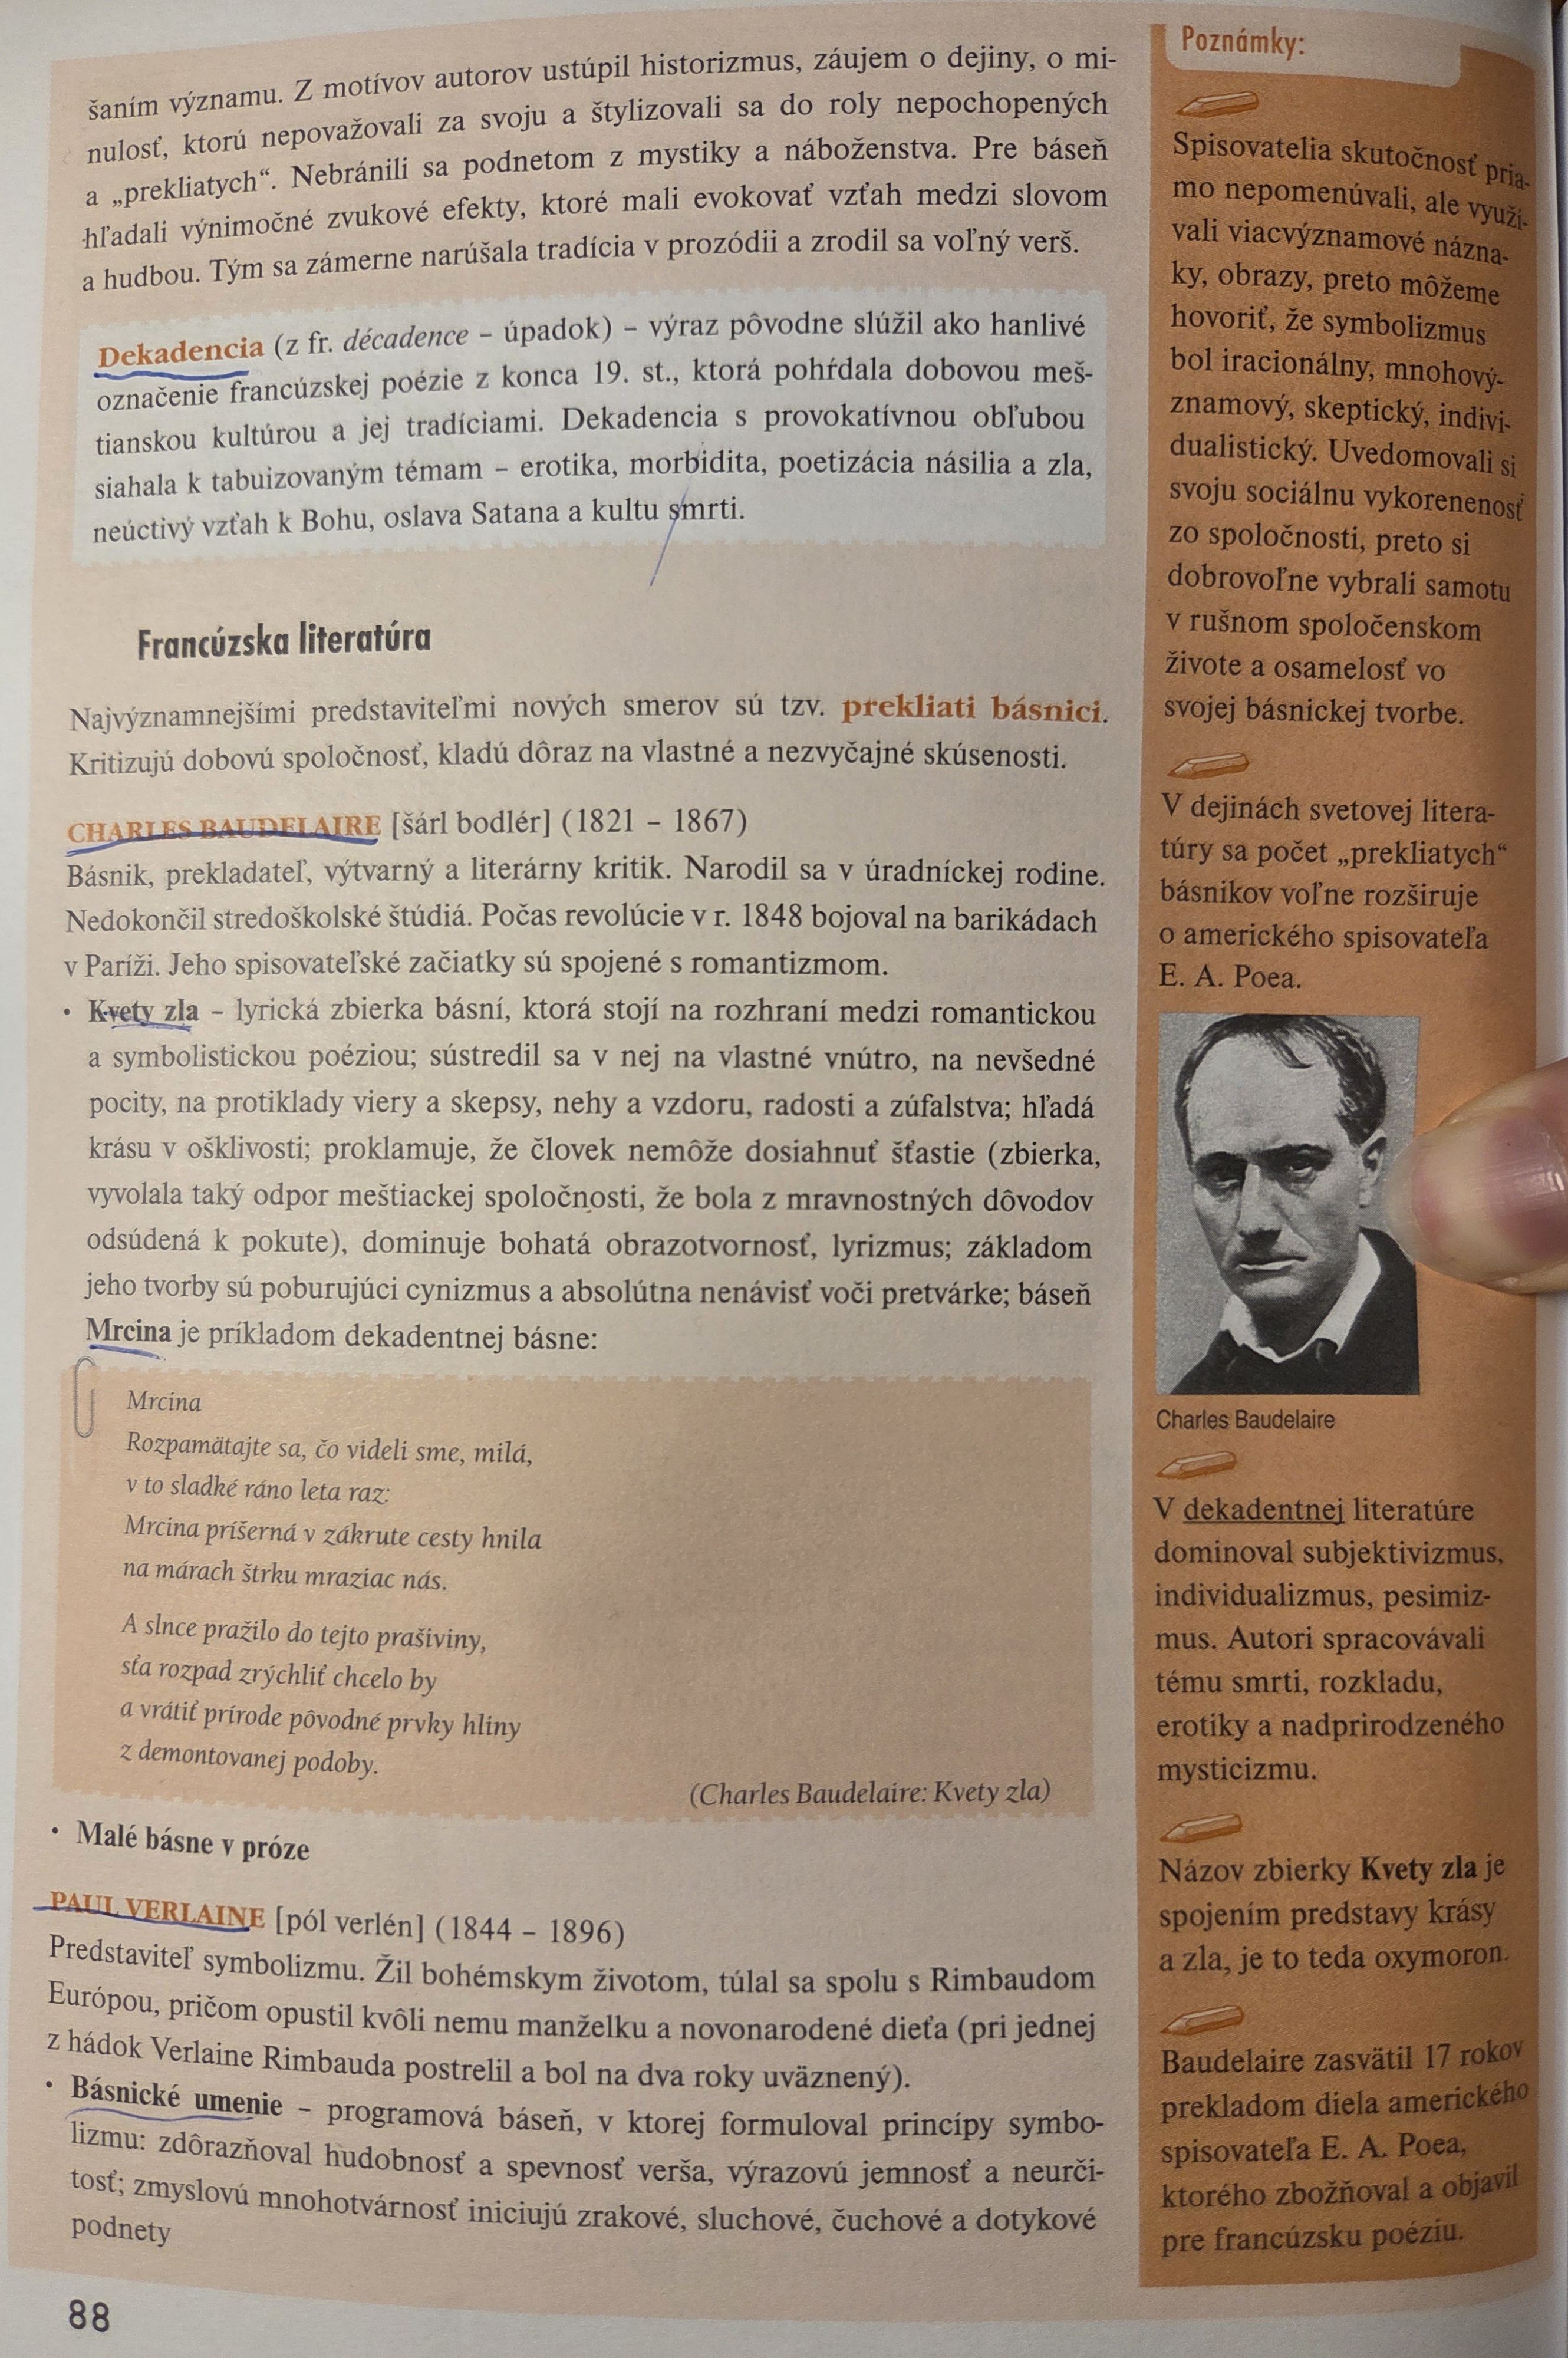 šaním významu. Z motívov autorov ustúpil historizmus, záujem o dejiny, o mi-
nulosť, ktorú nepovažovali za svoju a štylizovali sa do roly nepochopených
a „prekliatych“. Nebránili sa podnetom z mystiky a náboženstva. Pre báseň
hľadali výnimočné zvukové efekty, ktoré mali evokovať vzťah medzi slovom
a hudbou. Tým sa zámerne narúšala tradícia v prozódii a zrodil sa voľný verš.
Dekadencia (z fr. décadence – úpadok) – výraz pôvodne slúžil ako hanlivé
označenie francúzskej poézie z konca 19. st., ktorá pohŕdala dobovou meš-
tianskou kultúrou a jej tradíciami. Dekadencia s provokatívnou obľubou
siahala k tabuizovaným témam – erotika, morbidita, poetizácia násilia a zla,
neúctivý vzťah k Bohu, oslava Satana a kultu smrti.
Francúzska literatúra
Najvýznamnejšími predstaviteľmi nových smerov sú tzv. prekliati básnici.
Kritizujú dobovú spoločnosť, kladú dôraz na vlastné a nezvyčajné skúsenosti.
CHARLES BAUDELAIRE [šárl bodlér] (1821 – 1867)
Básnik, prekladateľ, výtvarný a literárny kritik. Narodil sa v úradníckej rodine.
Nedokončil stredoškolské štúdiá. Počas revolúcie v r. 1848 bojoval na barikádach
v Paríži. Jeho spisovateľské začiatky sú spojené s romantizmom.
• Kvety zla – lyrická zbierka básní, ktorá stojí na rozhraní medzi romantickou
a symbolistickou poéziou; sústredil sa v nej na vlastné vnútro, na nevšedné
pocity, na protiklady viery a skepsy, nehy a vzdoru, radosti a zúfalstva; hľadá
krásu v ošklivosti; proklamuje, že človek nemôže dosiahnuť šťastie (zbierka,
vyvolala taký odpor meštiackej spoločnosti, že bola z mravnostných dôvodov
odsúdená k pokute), dominuje bohatá obrazotvornosť, lyrizmus; základom
jeho tvorby sú poburujúci cynizmus a absolútna nenávisť voči pretvárke; báseň
Mrcina je príkladom dekadentnej básne:
Mrcina
Rozpamätajte sa, čo videli sme, milá,
v to sladké ráno leta raz:
Mrcina príšerná v zákrute cesty hnila
na márach štrku mraziac nás.
A slnce pražilo do tejto prašiviny,
sťa rozpad zrýchliť chcelo by
a vrátiť prírode pôvodné prvky hliny
z demontovanej podoby.
(Charles Baudelaire: Kvety zla)
• Malé básne v próze
PAUL VERLAINE [pól verlén] (1844 – 1896)
Predstaviteľ symbolizmu. Žil bohémskym životom, túlal sa spolu s Rimbaudom
Európou, pričom opustil kvôli nemu manželku a novonarodené dieťa (pri jednej
z hádok Verlaine Rimbauda postrelil a bol na dva roky uväznený).
• Básnické umenie – programová báseň, v ktorej formuloval princípy symbo-
lizmu: zdôrazňoval hudobnosť a spevnosť verša, výrazovú jemnosť a neurči-
tosť; zmyslovú mnohotvárnosť iniciujú zrakové, sluchové, čuchové a dotykové
podnety
88
Poznámky:
Spisovatelia skutočnosť pria-
mo nepomenúvali, ale využí-
vali viacvýznamové názna-
ky, obrazy, preto môžeme
hovoriť, že symbolizmus
bol iracionálny, mnohový-
znamový, skeptický, indivi-
dualistický. Uvedomovali si
svoju sociálnu vykorenenosť
zo spoločnosti, preto si
dobrovoľne vybrali samotu
v rušnom spoločenskom
živote a osamelosť vo
svojej básnickej tvorbe.
V dejinách svetovej litera-
túry sa počet „prekliatych“
básnikov voľne rozširuje
o amerického spisovateľa
E. A. Poea.
Charles Baudelaire
V dekadentnej literatúre
dominoval subjektivizmus,
individualizmus, pesimiz-
mus. Autori spracovávali
tému smrti, rozkladu,
erotiky a nadprirodzeného
mysticizmu.
Názov zbierky Kvety zla je
spojením predstavy krásy
a zla, je to teda oxymoron.
Baudelaire zasvätil 17 rokov
prekladom diela amerického
spisovateľa E. A. Poea,
ktorého zbožňoval a objavil
pre francúzsku poéziu.